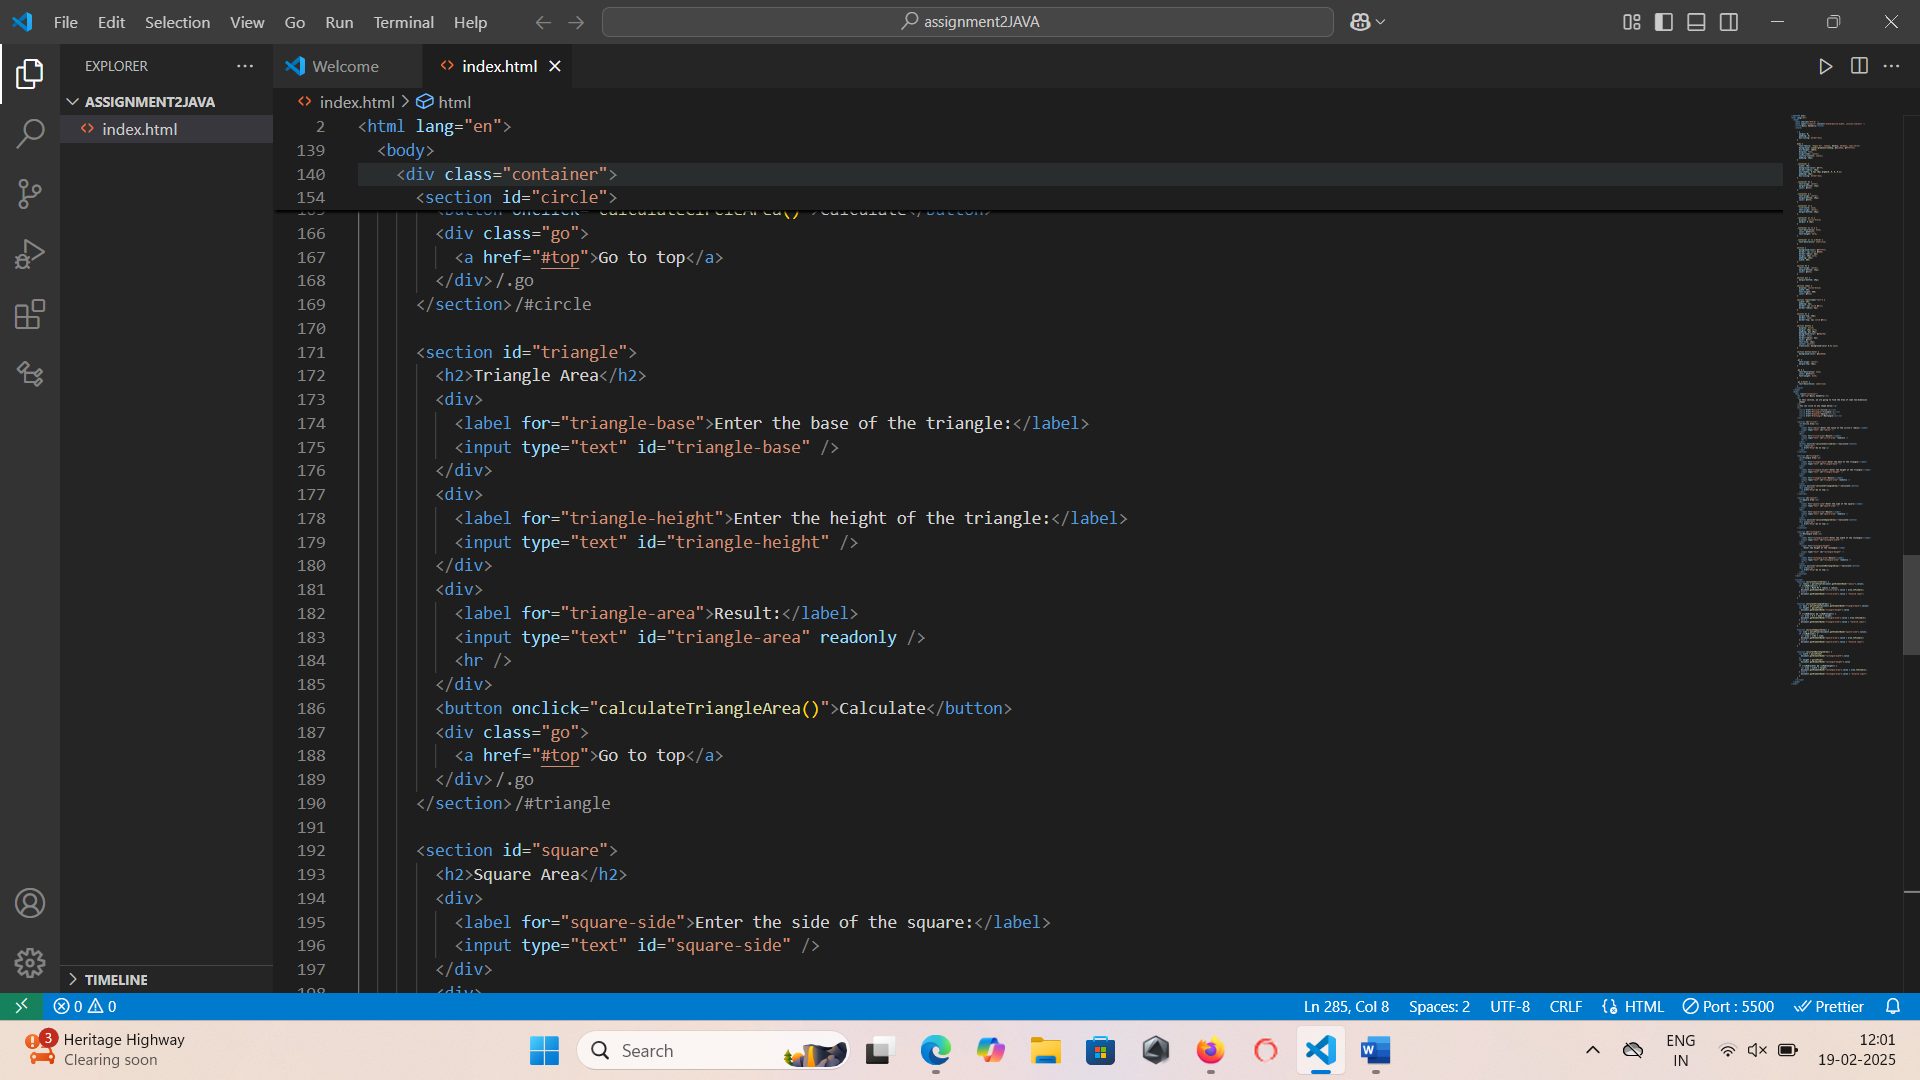 File Edit Selection View Go Run Terminal Help
assignment2JAVA
EXPLORER
Welcome
index.html
ASSIGNMENT2JAVA
index.html
index.html > html
2 <html lang="en">
139 <body>
140 <div class="container">
154 <section id="circle">
166 <div class="go">
167 <a href="#top">Go to top</a>
168 </div>/.go
169 </section>/#circle
170
171 <section id="triangle">
172 <h2>Triangle Area</h2>
173 <div>
174 <label for="triangle-base">Enter the base of the triangle:</label>
175 <input type="text" id="triangle-base" />
176 </div>
177 <div>
178 <label for="triangle-height">Enter the height of the triangle:</label>
179 <input type="text" id="triangle-height" />
180 </div>
181 <div>
182 <label for="triangle-area">Result:</label>
183 <input type="text" id="triangle-area" readonly />
184 <hr />
185 </div>
186 <button onclick="calculateTriangleArea()">Calculate</button>
187 <div class="go">
188 <a href="#top">Go to top</a>
189 </div>/.go
190 </section>/#triangle
191
192 <section id="square">
193 <h2>Square Area</h2>
194 <div>
195 <label for="square-side">Enter the side of the square:</label>
196 <input type="text" id="square-side" />
197 </div>
TIMELINE
0 0
Ln 285, Col 8 Spaces: 2 UTF-8 CRLF HTML Port : 5500 Prettier
3 Heritage Highway
Clearing soon
Search
ENG
IN
12:01
19-02-2025